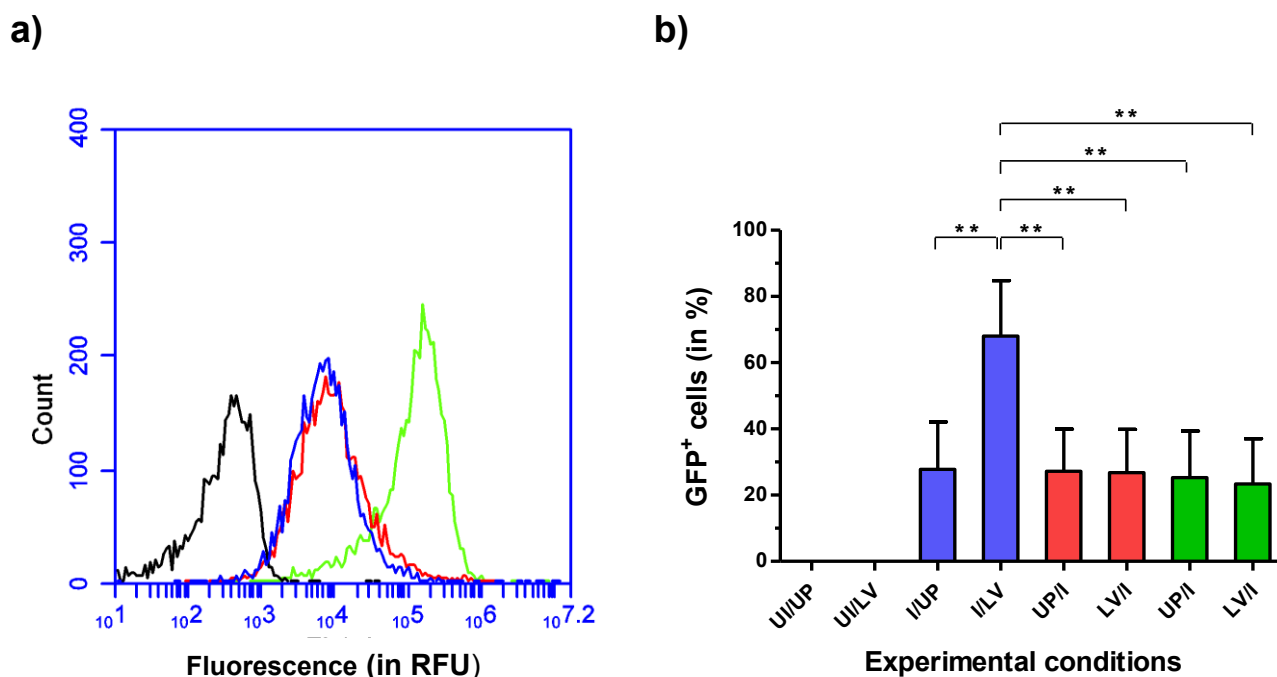 a)
b)
400
300
200
100
0
Count
10^1 10^2 10^3 10^4 10^5 10^6 10^7.2
Fluorescence (in RFU)
**
**
**
** **
100
80
60
40
20
0
GFP+ cells (in %)
UI/UP UI/LV I/UP I/LV UP/I LV/I UP/I LV/I
Experimental conditions